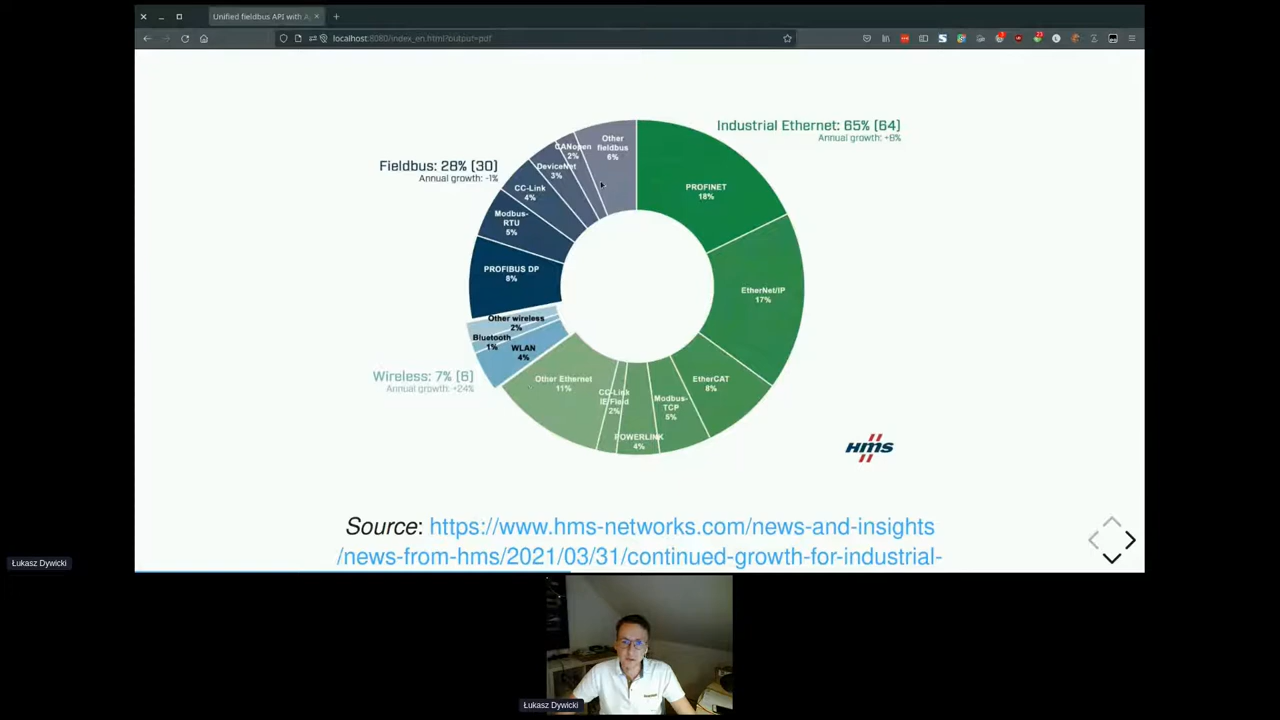 Unified fieldbus API with
localhost:8080/index_en.html?output=pdf
Industrial Ethernet: 65% (64)
Annual growth: +8%
Fieldbus: 28% (30)
Annual growth: -1%
Wireless: 7% (6)
Annual growth: +24%
PROFINET
18%
EtherNet/IP
17%
EtherCAT
8%
Modbus-
TCP
5%
POWERLINK
4%
CC-Link
IE Field
2%
Other Ethernet
11%
WLAN
4%
Bluetooth
1%
Other wireless
2%
PROFIBUS DP
8%
Modbus-
RTU
5%
CC-Link
4%
DeviceNet
3%
CANopen
2%
Other
fieldbus
6%
HMS
Source: https://www.hms-networks.com/news-and-insights
/news-from-hms/2021/03/31/continued-growth-for-industrial-
Łukasz Dywicki
Łukasz Dywicki